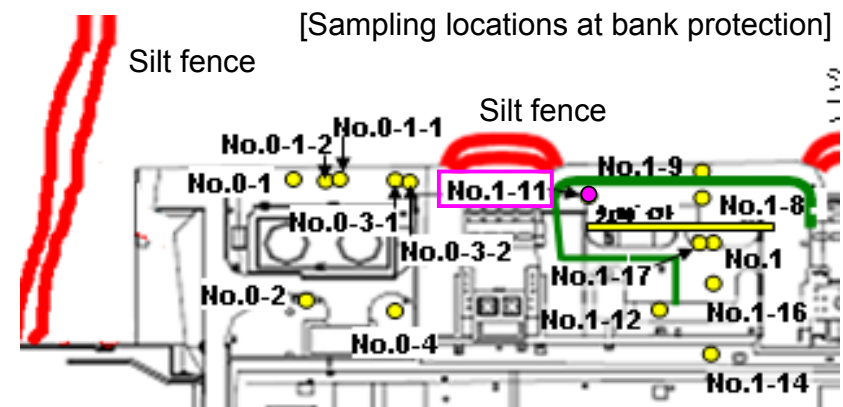 [Sampling locations at bank protection]
Silt fence
Silt fence
No.0-1-1
No.0-1-2
No.1-9
No.0-1
No.1-11
No.1-8
No.0-3-1
No.0-3-2
No.1
No.1-17
No.0-2
No.1-12
No.1-16
No.0-4
No.1-14